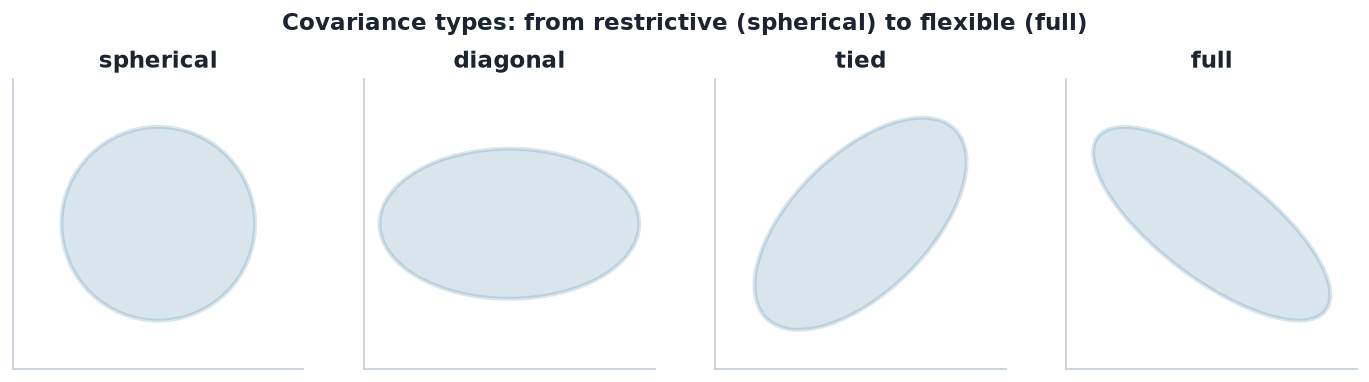 Covariance types: from restrictive (spherical) to flexible (full)
spherical
diagonal
tied
full